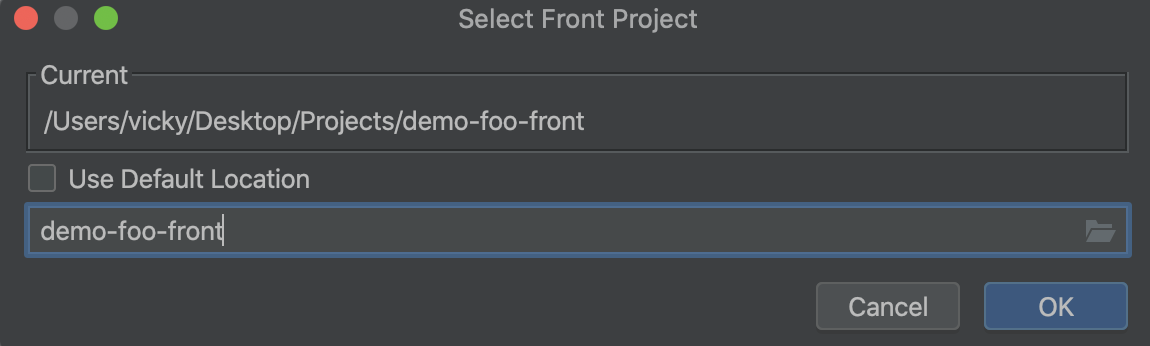 Select Front Project
Current
/Users/vicky/Desktop/Projects/demo-foo-front
Use Default Location
demo-foo-front
Cancel
OK